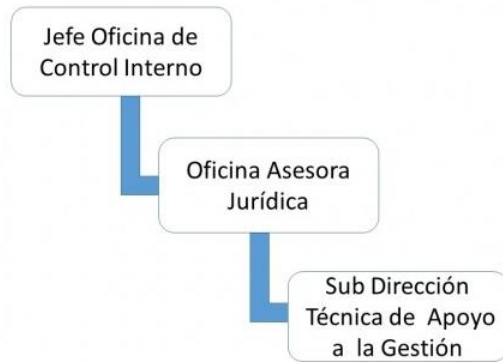 Jefe Oficina de
Control Interno
Oficina Asesora
Jurídica
Sub Dirección
Técnica de Apoyo
a la Gestión